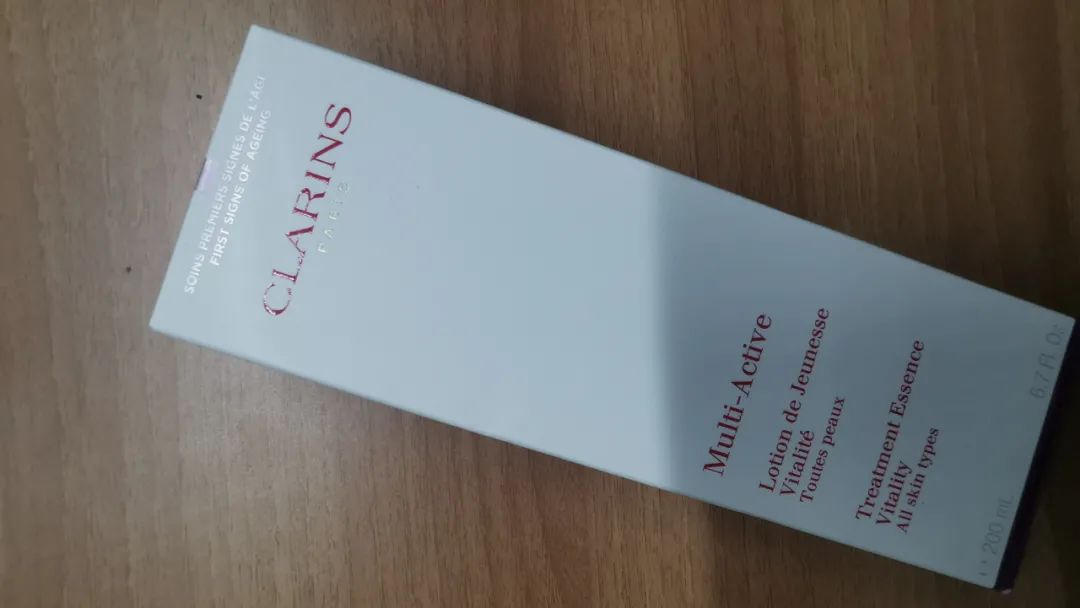 SOINS PREMIERS SIGNES DE L'ÂGE
FIRST SIGNS OF AGEING
CLARINS
PARIS
Multi-Active
Lotion de Jeunesse
Vitalité
Toutes peaux
Treatment Essence
Vitality
All skin types
200 mL
6.7 Fl. Oz